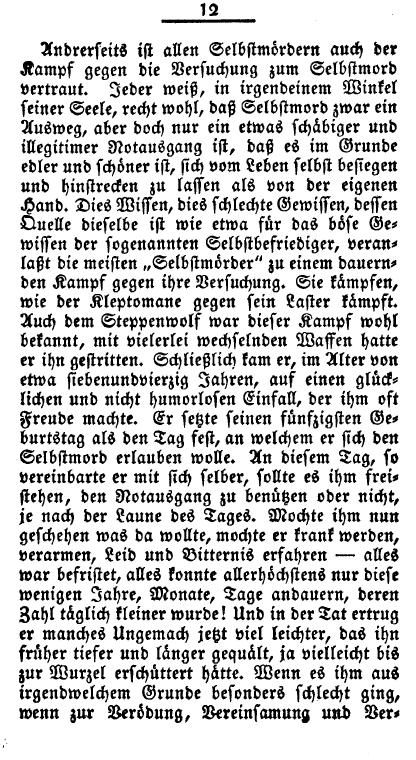 12
Andrerseits ist allen Selbstmördern auch der
Kampf gegen die Versuchung zum Selbstmord
vertraut. Jeder weiß, in irgendeinem Winkel
seiner Seele, recht wohl, daß Selbstmord zwar ein
Ausweg, aber doch nur ein etwas schäbiger und
illegitimer Notausgang ist, daß es im Grunde
edler und schöner ist, sich vom Leben selbst besiegen
und hinstrecken zu lassen als von der eigenen
Hand. Dies Wissen, dies schlechte Gewissen, dessen
Quelle dieselbe ist wie etwa für das böse Ge-
wissen der sogenannten Selbstbefriediger, veran-
laßt die meisten „Selbstmörder“ zu einem dauern-
den Kampf gegen ihre Versuchung. Sie kämpfen,
wie der Kleptomane gegen sein Laster kämpft.
Auch dem Steppenwolf war dieser Kampf wohl
bekannt, mit vielerlei wechselnden Waffen hatte
er ihn gestritten. Schließlich kam er, im Alter von
etwa siebenundvierzig Jahren, auf einen glück-
lichen und nicht humorlosen Einfall, der ihm oft
Freude machte. Er setzte seinen fünfzigsten Ge-
burtstag als den Tag fest, an welchem er sich den
Selbstmord erlauben wolle. An diesem Tag, so
vereinbarte er mit sich selber, sollte es ihm frei-
stehen, den Notausgang zu benützen oder nicht,
je nach der Laune des Tages. Mochte ihm nun
geschehen was da wollte, mochte er krank werden,
verarmen, Leid und Bitternis erfahren — alles
war befristet, alles konnte allerhöchstens nur diese
wenigen Jahre, Monate, Tage andauern, deren
Zahl täglich kleiner wurde! Und in der Tat ertrug
er manches Ungemach jetzt viel leichter, das ihn
früher tiefer und länger gequält, ja vielleicht bis
zur Wurzel erschüttert hätte. Wenn es ihm aus
irgendwelchem Grunde besonders schlecht ging,
wenn zur Verödung, Vereinsamung und Ver-